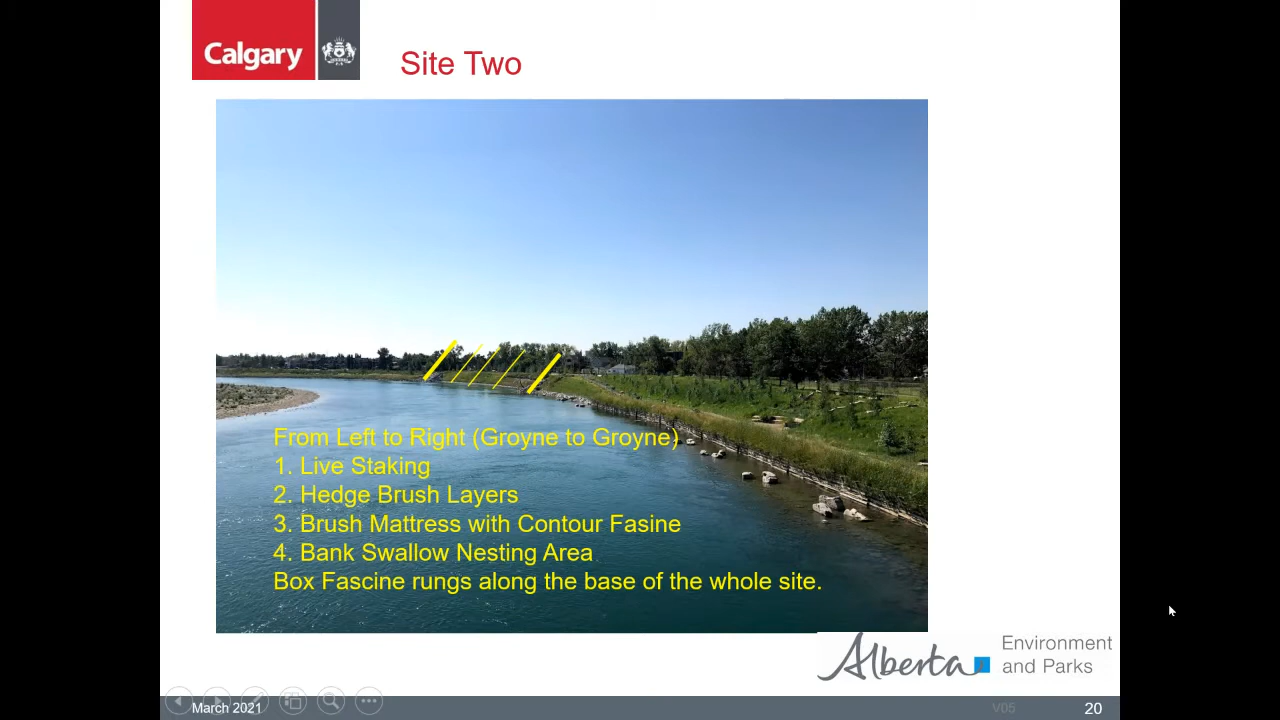 Calgary
Site Two
From Left to Right (Groyne to Groyne)
1. Live Staking
2. Hedge Brush Layers
3. Brush Mattress with Contour Fasine
4. Bank Swallow Nesting Area
Box Fascine rungs along the base of the whole site.
Alberta
Environment
and Parks
March 2021
V05
20